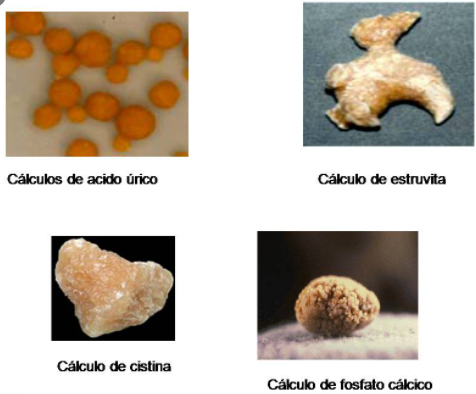 Cálculos de acido úrico
Cálculo de estruvita
Cálculo de cistina
Cálculo de fosfato cálcico